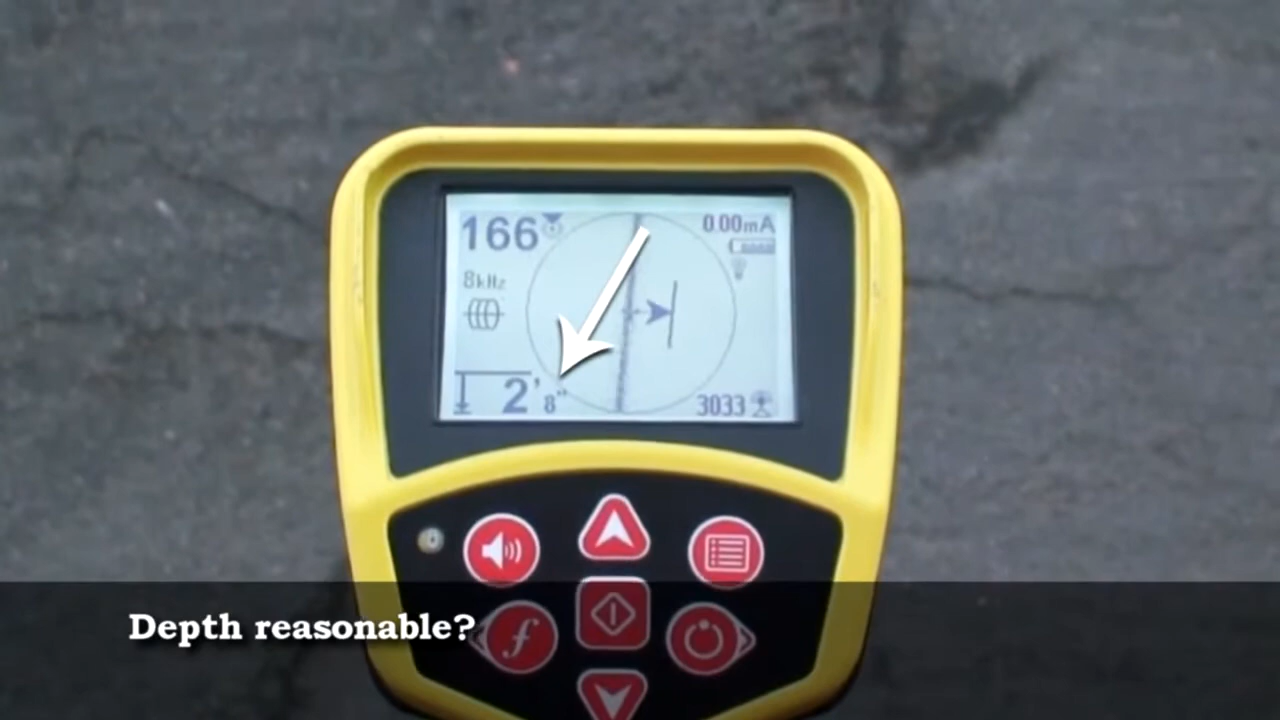 166
0.00mA
8kHz
2' 8"
3033
f
Depth reasonable?